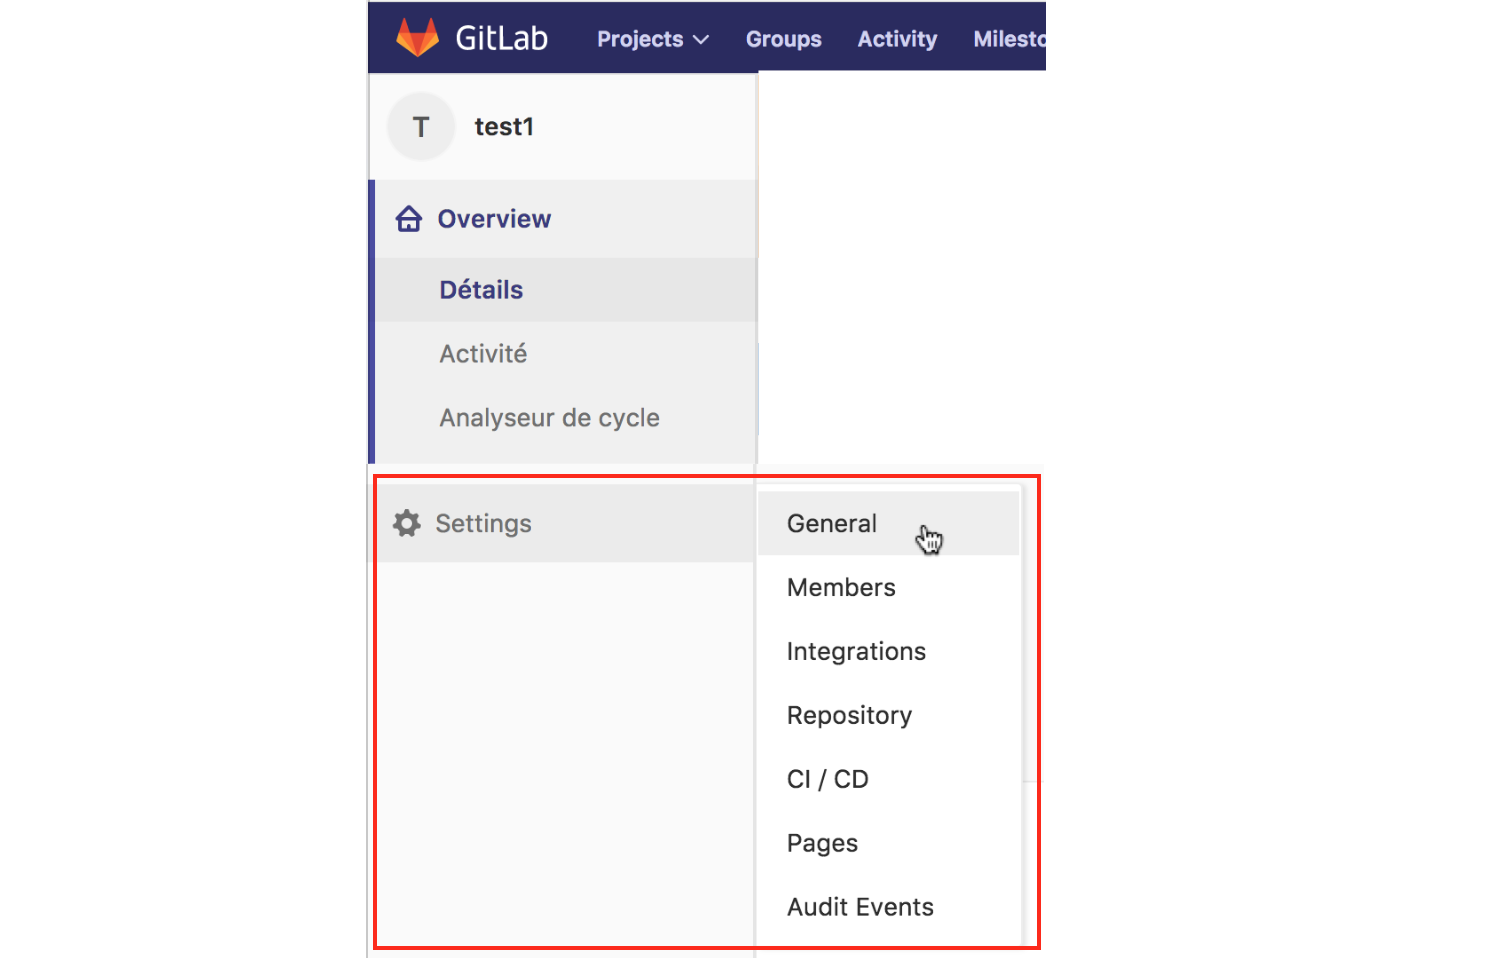 GitLab Projects Groups Activity Milesto
T test1
Overview
Détails
Activité
Analyseur de cycle
Settings
General
Members
Integrations
Repository
CI / CD
Pages
Audit Events